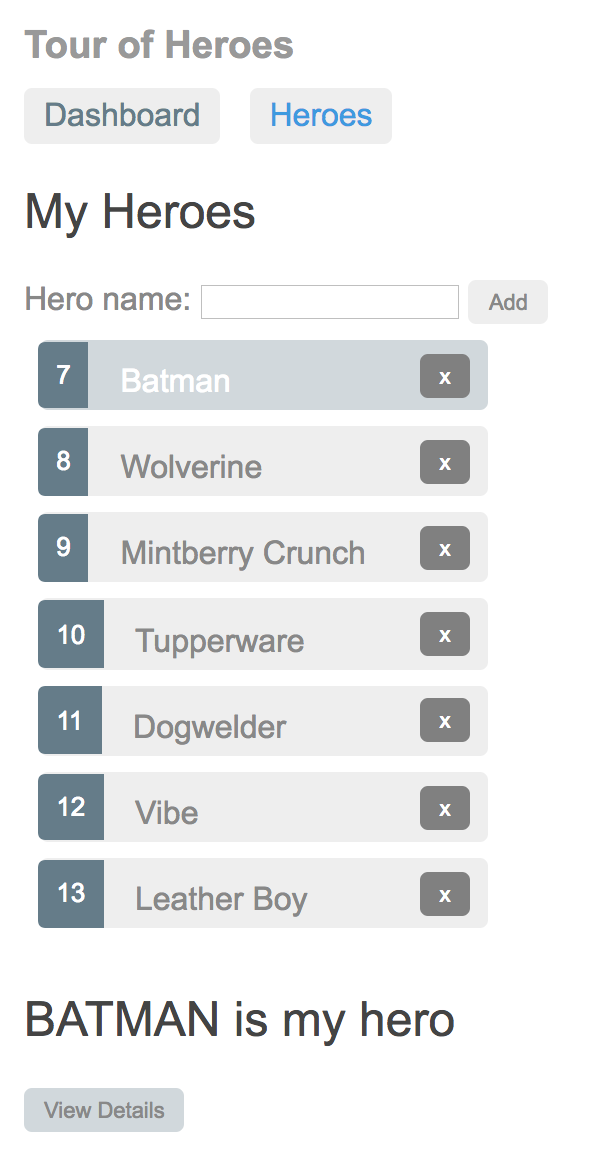 Tour of Heroes
Dashboard Heroes
My Heroes
Hero name: Add
7 Batman x
8 Wolverine x
9 Mintberry Crunch x
10 Tupperware x
11 Dogwelder x
12 Vibe x
13 Leather Boy x
BATMAN is my hero
View Details